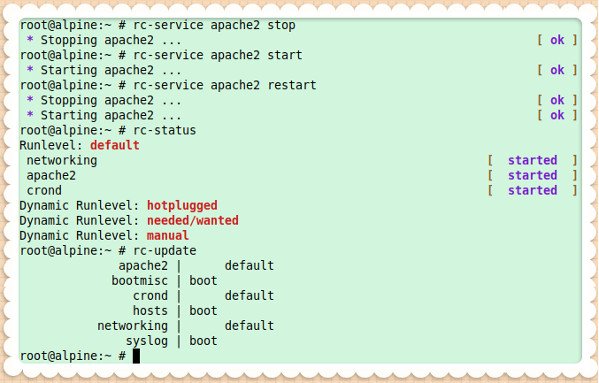 root@alpine:~ # rc-service apache2 stop
 * Stopping apache2 ... [ ok ]
root@alpine:~ # rc-service apache2 start
 * Starting apache2 ... [ ok ]
root@alpine:~ # rc-service apache2 restart
 * Stopping apache2 ... [ ok ]
 * Starting apache2 ... [ ok ]
root@alpine:~ # rc-status
Runlevel: default
 networking [ started ]
 apache2 [ started ]
 crond [ started ]
Dynamic Runlevel: hotplugged
Dynamic Runlevel: needed/wanted
Dynamic Runlevel: manual
root@alpine:~ # rc-update
              apache2 |      default
             bootmisc | boot
                crond |      default
                hosts | boot
           networking |      default
               syslog | boot
root@alpine:~ #